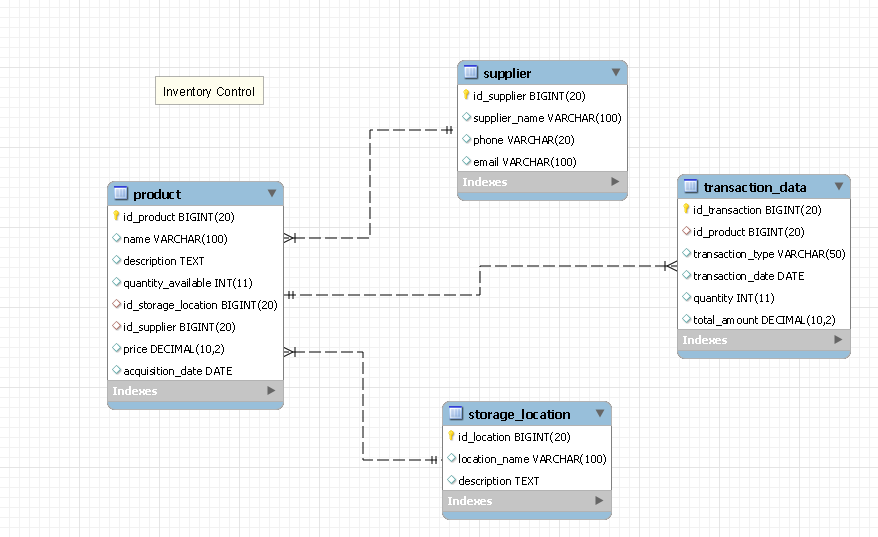 Inventory Control
supplier
id_supplier BIGINT(20)
supplier_name VARCHAR(100)
phone VARCHAR(20)
email VARCHAR(100)
Indexes
product
id_product BIGINT(20)
name VARCHAR(100)
description TEXT
quantity_available INT(11)
id_storage_location BIGINT(20)
id_supplier BIGINT(20)
price DECIMAL(10,2)
acquisition_date DATE
Indexes
transaction_data
id_transaction BIGINT(20)
id_product BIGINT(20)
transaction_type VARCHAR(50)
transaction_date DATE
quantity INT(11)
total_amount DECIMAL(10,2)
Indexes
storage_location
id_location BIGINT(20)
location_name VARCHAR(100)
description TEXT
Indexes